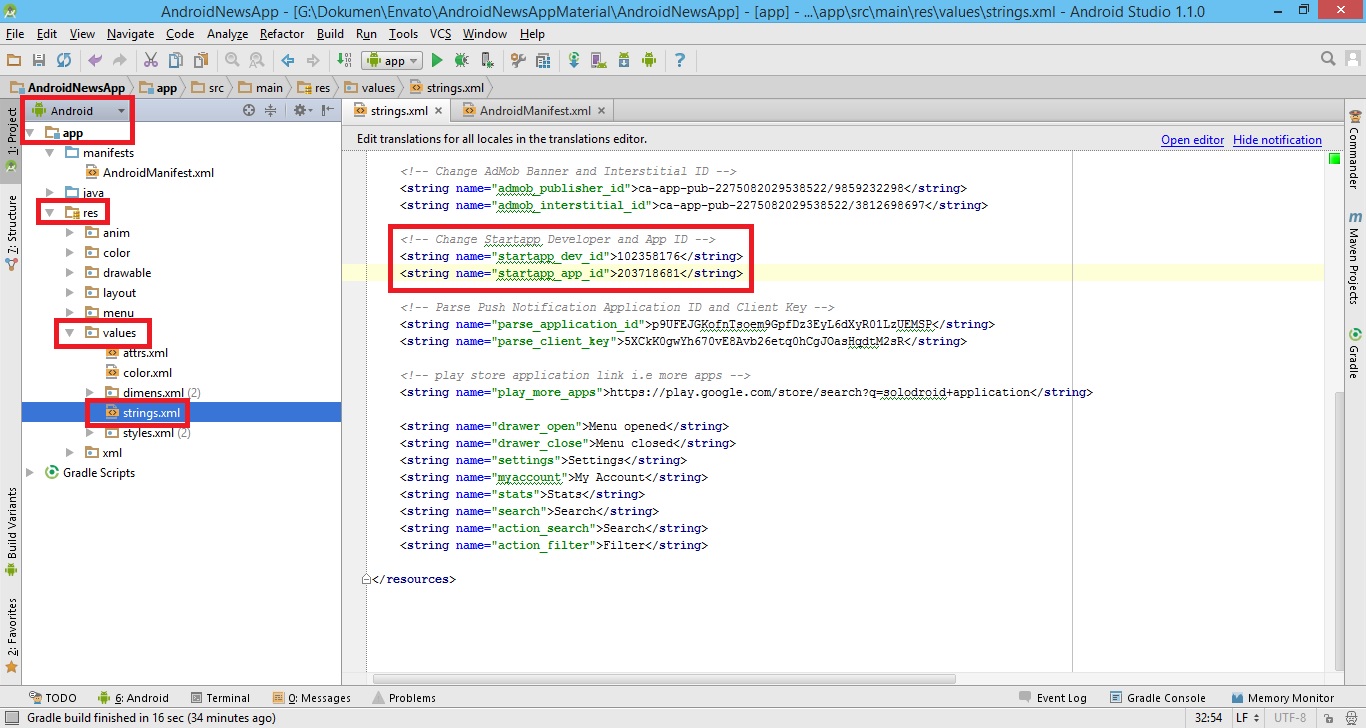 AndroidNewsApp - [G:\Dokumen\Envato\AndroidNewsAppMaterial\AndroidNewsApp] - [app] - ...\app\src\main\res\values\strings.xml - Android Studio 1.1.0
File Edit View Navigate Code Analyze Refactor Build Run Tools VCS Window Help
app
AndroidNewsApp app src main res values strings.xml
1: Project
7: Structure
Build Variants
2: Favorites
Android
app
manifests
AndroidManifest.xml
java
res
anim
color
drawable
layout
menu
values
attrs.xml
color.xml
dimens.xml (2)
strings.xml
styles.xml (2)
xml
Gradle Scripts
strings.xml AndroidManifest.xml
Edit translations for all locales in the translations editor. Open editor Hide notification
<!-- Change AdMob Banner and Interstitial ID -->
<string name="admob_publisher_id">ca-app-pub-2275082029538522/9859232298</string>
<string name="admob_interstitial_id">ca-app-pub-2275082029538522/3812698697</string>
<!-- Change Startapp Developer and App ID -->
<string name="startapp_dev_id">102358176</string>
<string name="startapp_app_id">203718681</string>
<!-- Parse Push Notification Application ID and Client Key -->
<string name="parse_application_id">p9UFEJGKofnTsoem9GpfDz3EyL6dXyR01LzUEMSP</string>
<string name="parse_client_key">5XCkK0gwYh670vE8Avb26etq0hCgJOasHqdtM2sR</string>
<!-- play store application link i.e more apps -->
<string name="play_more_apps">https://play.google.com/store/search?q=solodroid+application</string>
<string name="drawer_open">Menu opened</string>
<string name="drawer_close">Menu closed</string>
<string name="settings">Settings</string>
<string name="myaccount">My Account</string>
<string name="stats">Stats</string>
<string name="search">Search</string>
<string name="action_search">Search</string>
<string name="action_filter">Filter</string>
</resources>
Commander
Maven Projects
Gradle
TODO 6: Android Terminal 0: Messages Problems Event Log Gradle Console Memory Monitor
Gradle build finished in 16 sec (34 minutes ago) 32:54 LF UTF-8